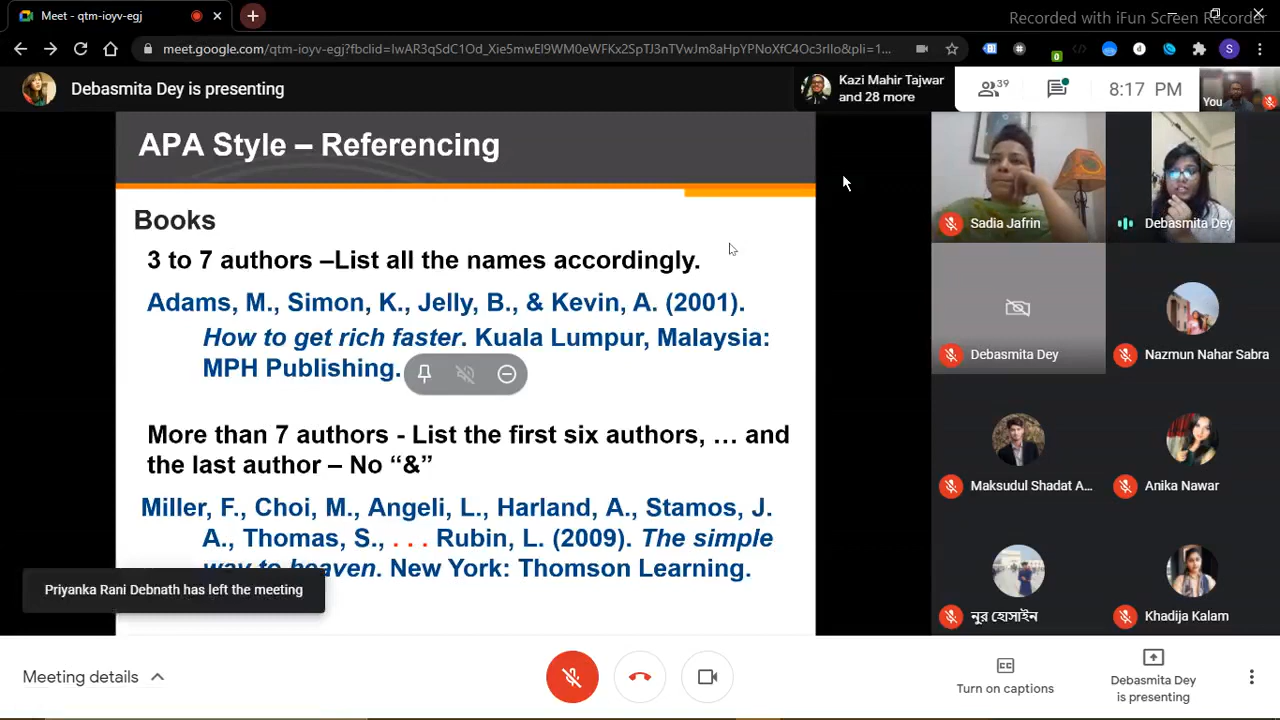 Meet - qtm-ioyv-egj
Recorded with iFun Screen Recorder
meet.google.com/qtm-ioyv-egj?fbclid=IwAR3qSdC1Od_Xie5mwEl9WM0eWFKx2SpTJ3nTVwJm8aHpYPNoXfC4Oc3rIlo&pli=1...
0
S
Debasmita Dey is presenting
Kazi Mahir Tajwar
and 28 more
39
8:17 PM
You
APA Style – Referencing
Books
3 to 7 authors –List all the names accordingly.
Adams, M., Simon, K., Jelly, B., & Kevin, A. (2001).
How to get rich faster. Kuala Lumpur, Malaysia:
MPH Publishing.
More than 7 authors - List the first six authors, … and
the last author – No “&”
Miller, F., Choi, M., Angeli, L., Harland, A., Stamos, J.
A., Thomas, S., . . . Rubin, L. (2009). The simple
way to heaven. New York: Thomson Learning.
Priyanka Rani Debnath has left the meeting
Sadia Jafrin
Debasmita Dey
Debasmita Dey
Nazmun Nahar Sabra
Maksudul Shadat A...
Anika Nawar
নুর হোসাইন
Khadija Kalam
Meeting details
CC
Turn on captions
Debasmita Dey
is presenting